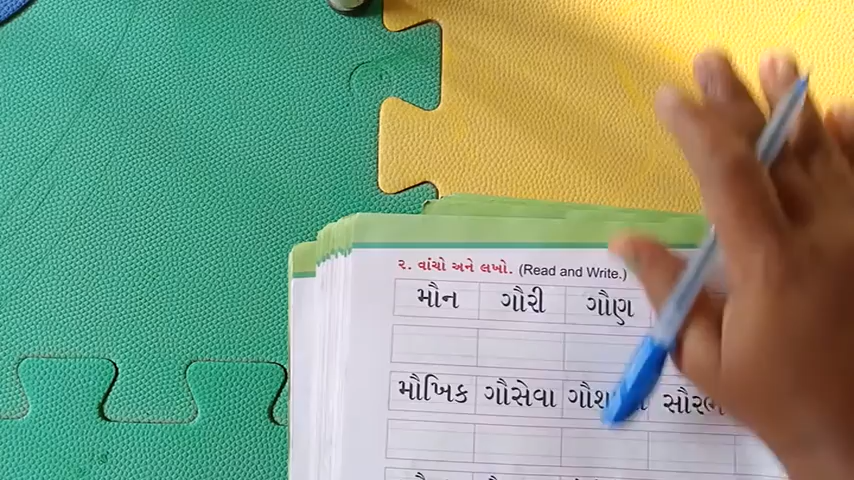 ૨. વાંચો અને લખો. (Read and Write.)
મૌન ગૌરી ગૌણ
મૌખિક ગૌસેવા